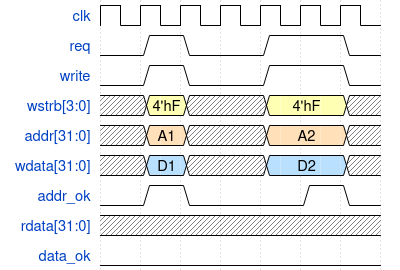 clk
req
write
wstrb[3:0] 4'hF 4'hF
addr[31:0] A1 A2
wdata[31:0] D1 D2
addr_ok
rdata[31:0]
data_ok